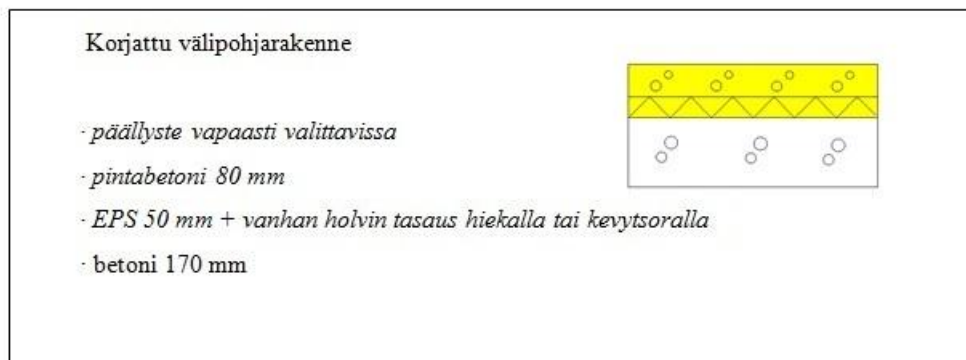 Korjattu välipohjarakenne
· päällyste vapaasti valittavissa
· pintabetoni 80 mm
· EPS 50 mm + vanhan holvin tasaus hiekalla tai kevytsoralla
· betoni 170 mm